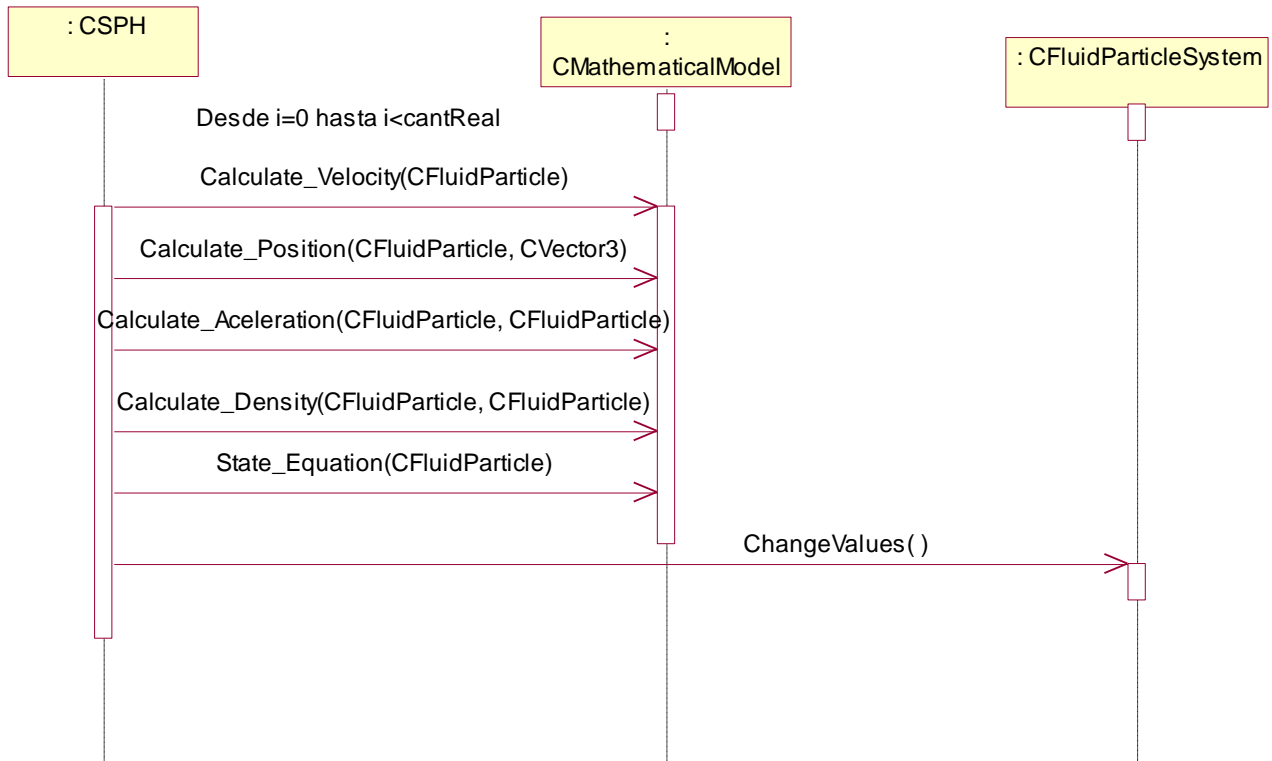 : CSPH
:
CMathematicalModel
: CFluidParticleSystem
Desde i=0 hasta i<cantReal
Calculate_Velocity(CFluidParticle)
Calculate_Position(CFluidParticle, CVector3)
Calculate_Aceleration(CFluidParticle, CFluidParticle)
Calculate_Density(CFluidParticle, CFluidParticle)
State_Equation(CFluidParticle)
ChangeValues( )